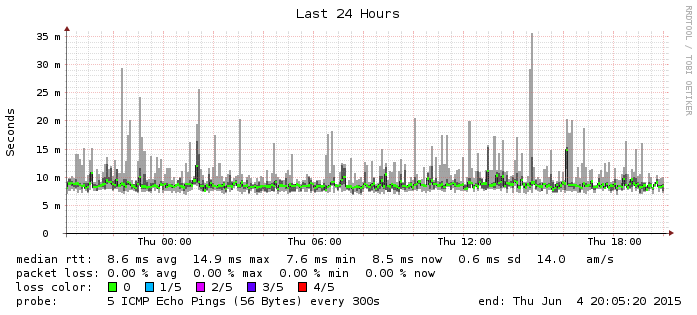 Last 24 Hours
RRDTOOL / TOBI OETIKER
Seconds
35 m
30 m
25 m
20 m
15 m
10 m
5 m
0
Thu 00:00 Thu 06:00 Thu 12:00 Thu 18:00
median rtt: 8.6 ms avg 14.9 ms max 7.6 ms min 8.5 ms now 0.6 ms sd 14.0 am/s
packet loss: 0.00 % avg 0.00 % max 0.00 % min 0.00 % now
loss color: 0 1/5 2/5 3/5 4/5
probe: 5 ICMP Echo Pings (56 Bytes) every 300s end: Thu Jun 4 20:05:20 2015